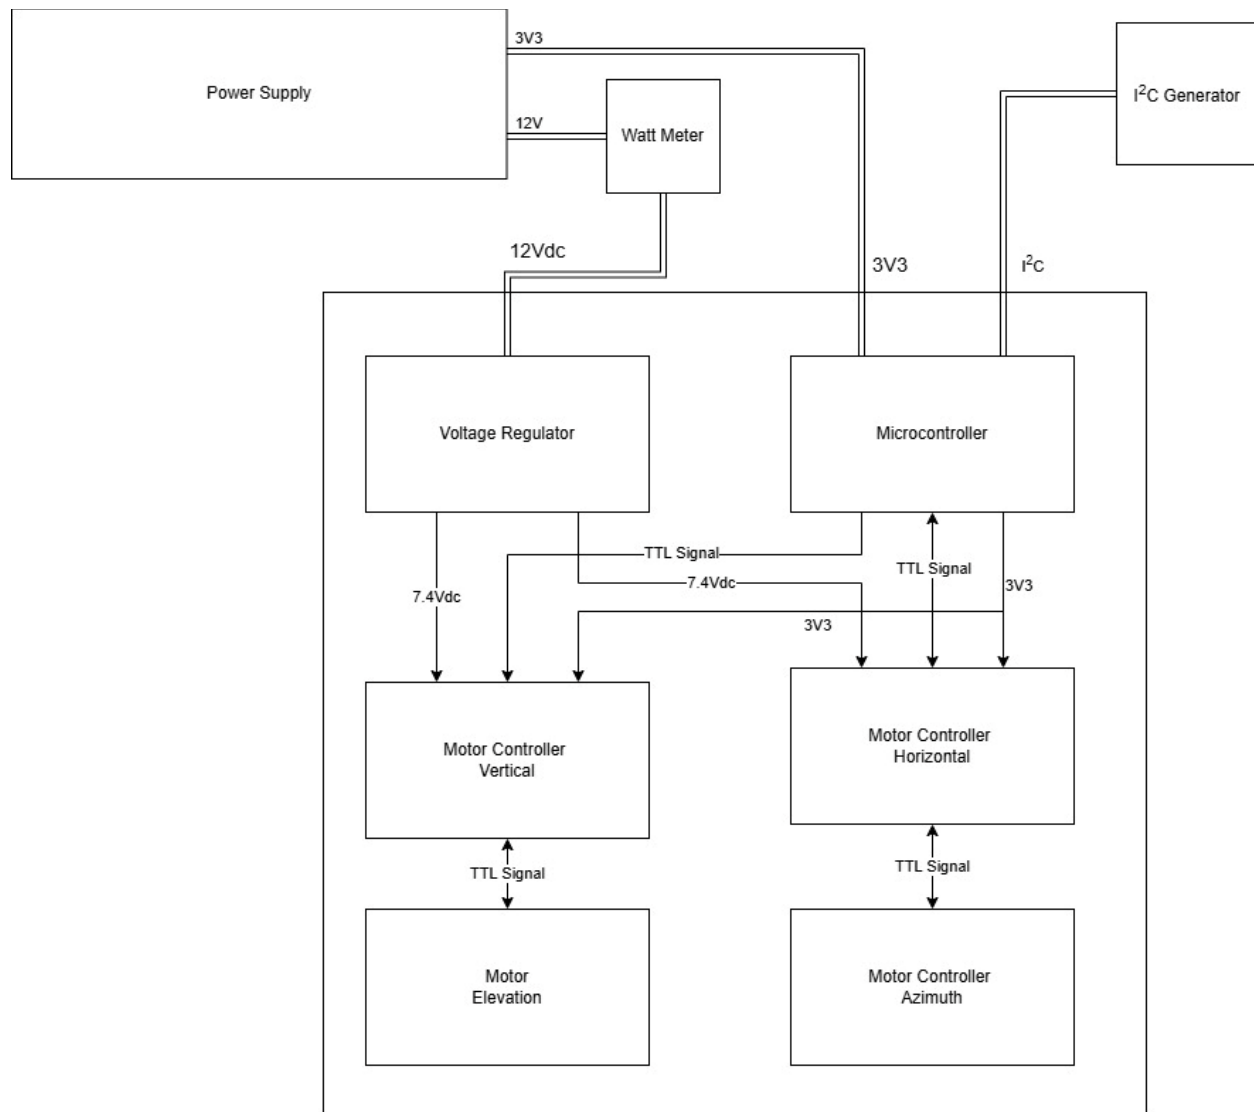 3V3
Power Supply
I²C Generator
12V
Watt Meter
12Vdc
3V3
I²C
Voltage Regulator
Microcontroller
TTL Signal
TTL Signal
7.4Vdc
3V3
7.4Vdc
3V3
Motor Controller
Vertical
Motor Controller
Horizontal
TTL Signal
TTL Signal
Motor
Elevation
Motor Controller
Azimuth